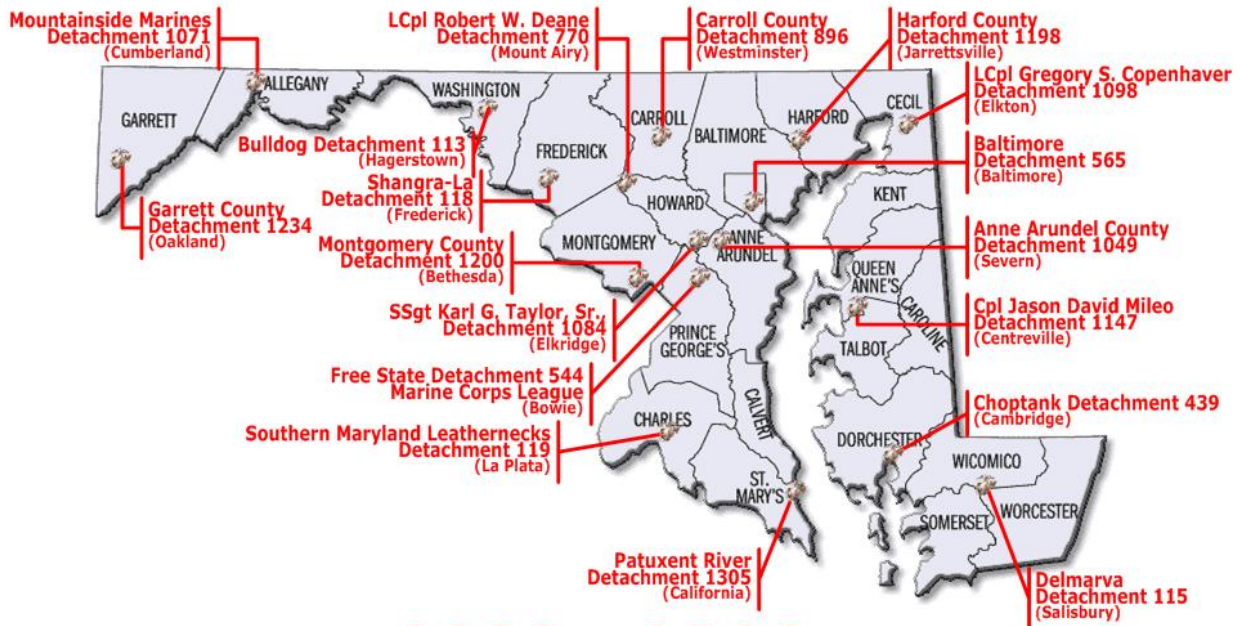 Mountainside Marines
Detachment 1071
(Cumberland)
LCpl Robert W. Deane
Detachment 770
(Mount Airy)
Carroll County
Detachment 896
(Westminster)
Harford County
Detachment 1198
(Jarrettsville)
LCpl Gregory S. Copenhaver
Detachment 1098
(Elkton)
GARRETT
ALLEGANY
WASHINGTON
FREDERICK
CARROLL
BALTIMORE
HARFORD
CECIL
Bulldog Detachment 113
(Hagerstown)
Baltimore
Detachment 565
(Baltimore)
Shangra-La
Detachment 118
(Frederick)
HOWARD
KENT
Garrett County
Detachment 1234
(Oakland)
Montgomery County
Detachment 1200
(Bethesda)
MONTGOMERY
ANNE
ARUNDEL
Anne Arundel County
Detachment 1049
(Severn)
QUEEN
ANNE'S
CAROLINE
SSgt Karl G. Taylor, Sr.,
Detachment 1084
(Elkridge)
PRINCE
GEORGE'S
TALBOT
Cpl Jason David Mileo
Detachment 1147
(Centreville)
Free State Detachment 544
Marine Corps League
(Bowie)
CALVERT
CHARLES
Choptank Detachment 439
(Cambridge)
Southern Maryland Leathernecks
Detachment 119
(La Plata)
DORCHESTER
WICOMICO
ST.
MARY'S
SOMERSET
WORCESTER
Patuxent River
Detachment 1305
(California)
Delmarva
Detachment 115
(Salisbury)